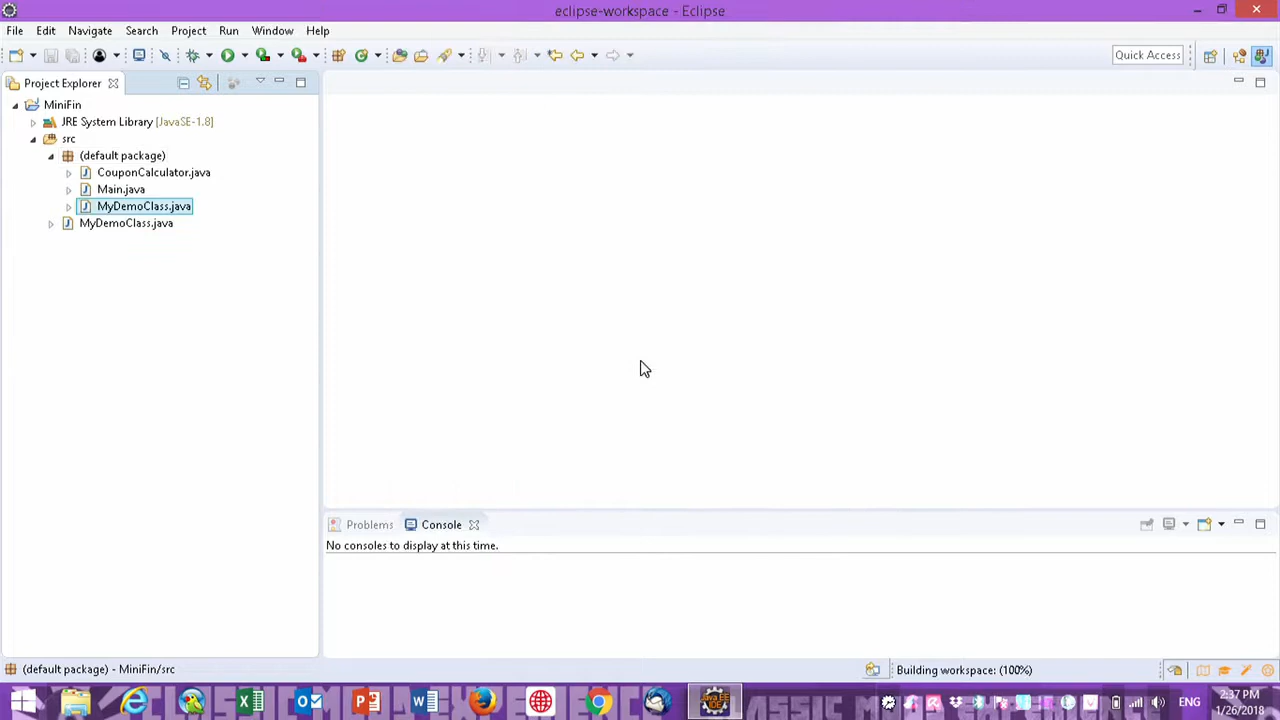 eclipse-workspace - Eclipse
File Edit Navigate Search Project Run Window Help
Quick Access
Project Explorer
MiniFin
JRE System Library [JavaSE-1.8]
src
(default package)
CouponCalculator.java
Main.java
MyDemoClass.java
MyDemoClass.java
Problems Console
No consoles to display at this time.
(default package) - MiniFin/src
Building workspace: (100%)
ENG
2:37 PM
1/26/2018